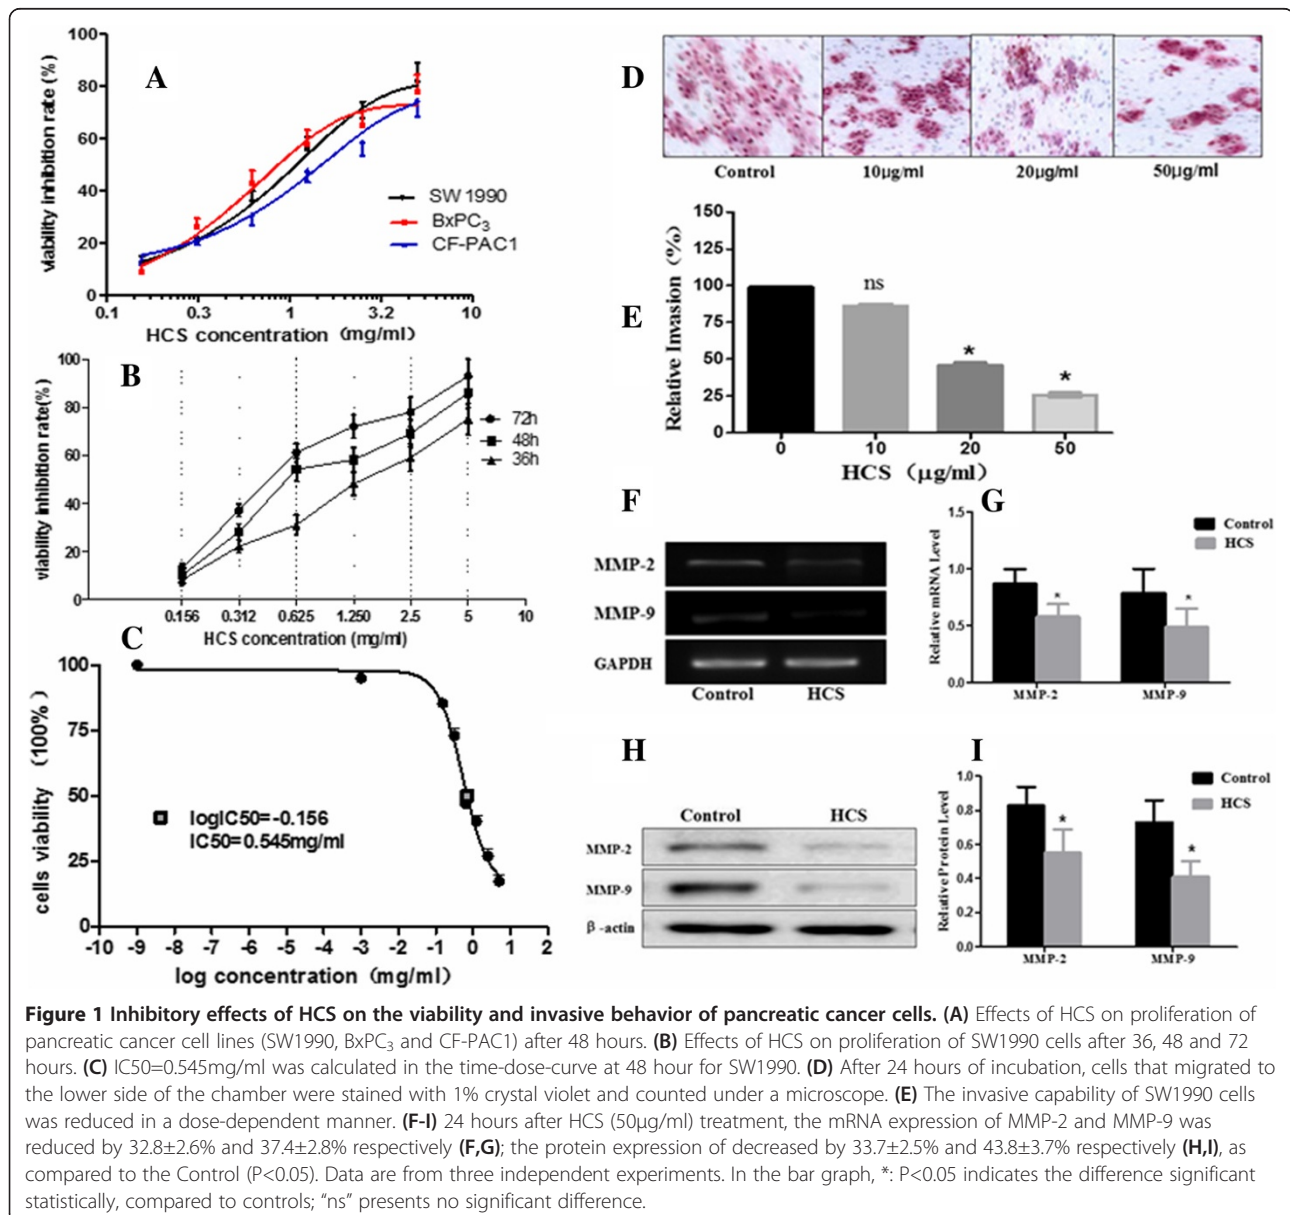 A
viability inhibition rate (%)
100
80
60
40
20
0
0.1
0.3
1
3.2
10
HCS concentration (mg/ml)
SW1990
BxPC3
CF-PAC1
B
viability inhibition rate(%)
100
80
60
40
20
0
0.156
0.312
0.625
1.250
2.5
5
10
HCS concentration (mg/ml)
72h
48h
36h
C
cells viability (100%)
100
75
50
25
0
-10 -9 -8 -7 -6 -5 -4 -3 -2 -1 0 1 2
log concentration (mg/ml)
logIC50=-0.156
IC50=0.545mg/ml
D
Control
10μg/ml
20μg/ml
50μg/ml
E
Relative Invasion (%)
150
125
100
75
50
25
0
ns
*
*
0
10
20
50
HCS (μg/ml)
F
MMP-2
MMP-9
GAPDH
Control
HCS
G
Relative mRNA Level
1.5
1.0
0.5
0.0
Control
HCS
*
*
MMP-2
MMP-9
H
Control
HCS
MMP-2
MMP-9
β-actin
I
Relative Protein Level
1.0
0.8
0.6
0.4
0.2
0.0
Control
HCS
*
*
MMP-2
MMP-9
Figure 1 Inhibitory effects of HCS on the viability and invasive behavior of pancreatic cancer cells. (A) Effects of HCS on proliferation of
pancreatic cancer cell lines (SW1990, BxPC3 and CF-PAC1) after 48 hours. (B) Effects of HCS on proliferation of SW1990 cells after 36, 48 and 72
hours. (C) IC50=0.545mg/ml was calculated in the time-dose-curve at 48 hour for SW1990. (D) After 24 hours of incubation, cells that migrated to
the lower side of the chamber were stained with 1% crystal violet and counted under a microscope. (E) The invasive capability of SW1990 cells
was reduced in a dose-dependent manner. (F-I) 24 hours after HCS (50μg/ml) treatment, the mRNA expression of MMP-2 and MMP-9 was
reduced by 32.8±2.6% and 37.4±2.8% respectively (F,G); the protein expression of decreased by 33.7±2.5% and 43.8±3.7% respectively (H,I), as
compared to the Control (P<0.05). Data are from three independent experiments. In the bar graph, *: P<0.05 indicates the difference significant
statistically, compared to controls; "ns" presents no significant difference.